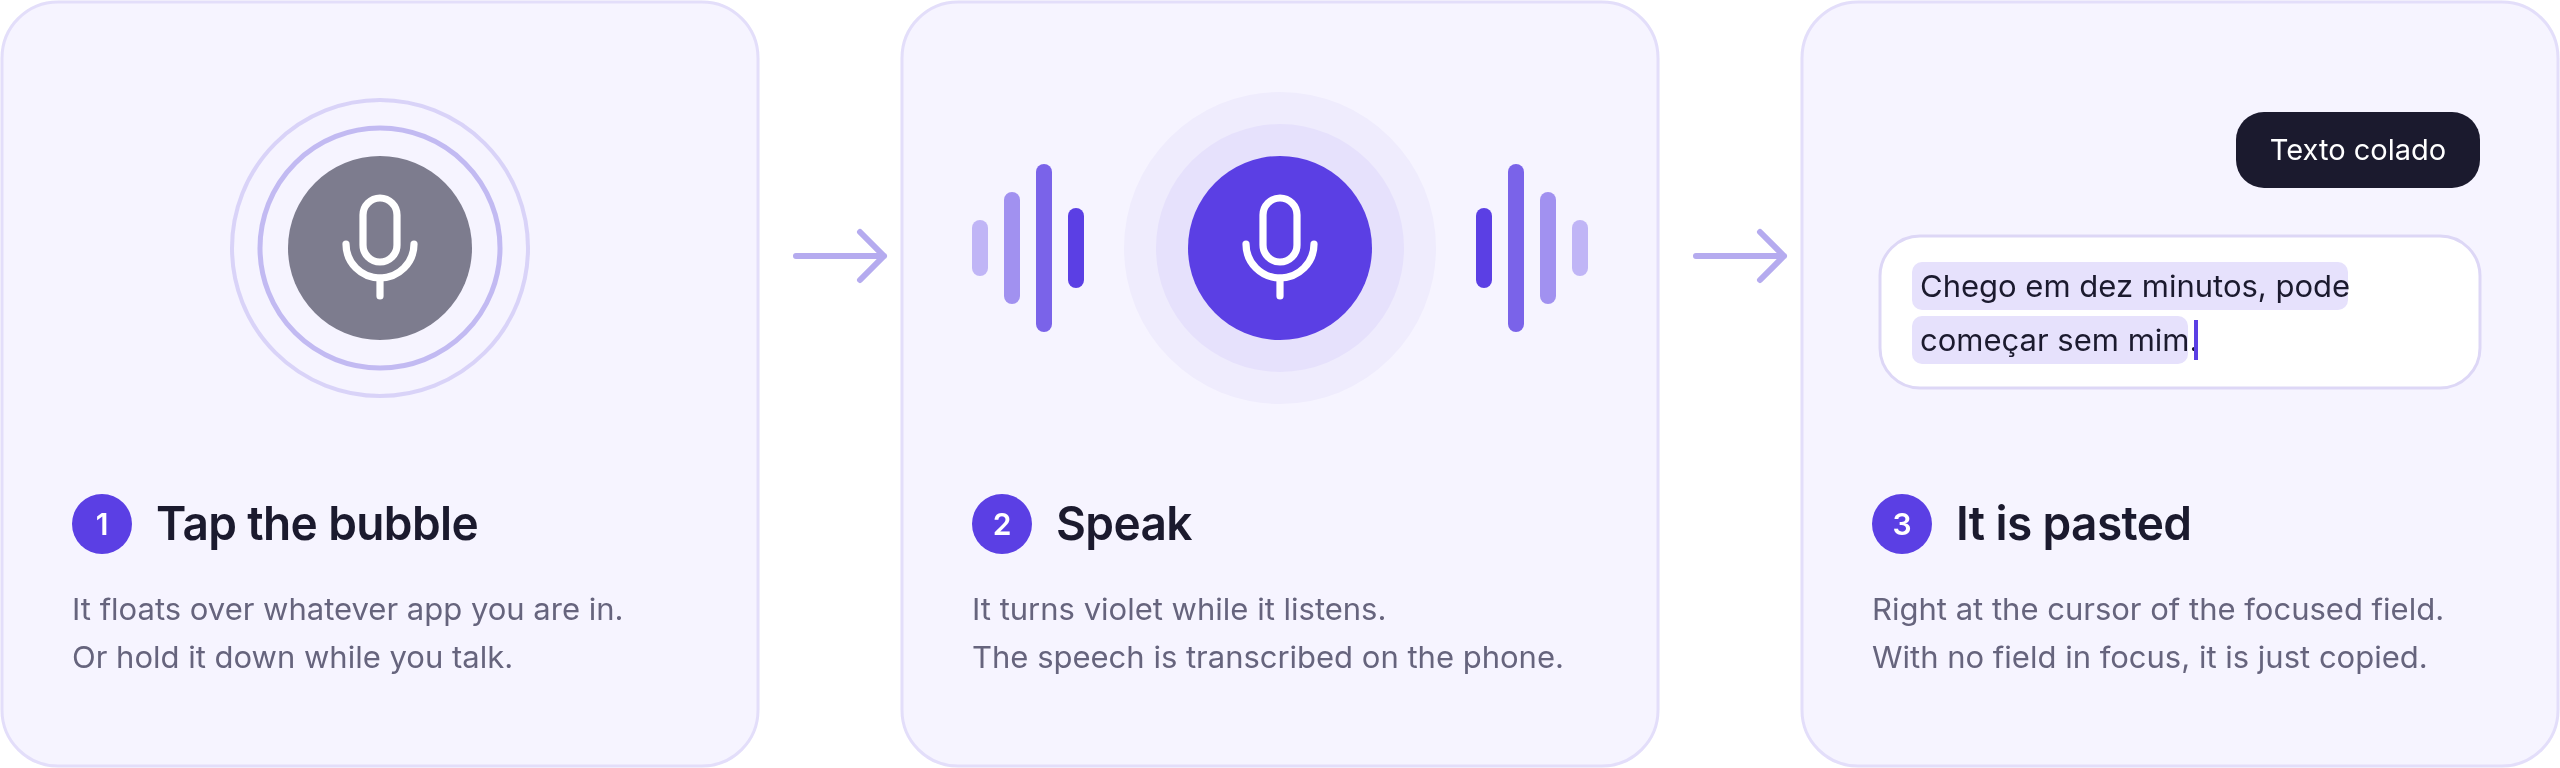 1 Tap the bubble
It floats over whatever app you are in.
Or hold it down while you talk.
2 Speak
It turns violet while it listens.
The speech is transcribed on the phone.
Texto colado
Chego em dez minutos, pode
começar sem mim.
3 It is pasted
Right at the cursor of the focused field.
With no field in focus, it is just copied.